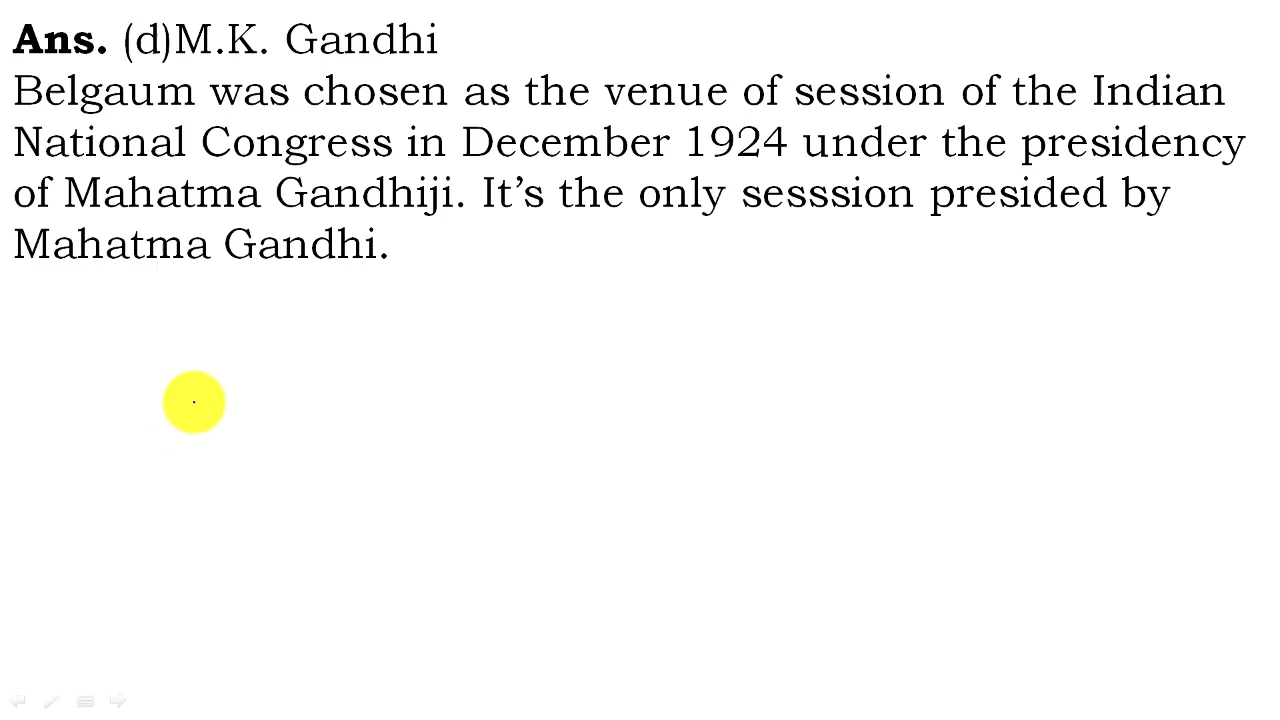 Ans. (d)M.K. Gandhi
Belgaum was chosen as the venue of session of the Indian
National Congress in December 1924 under the presidency
of Mahatma Gandhiji. It’s the only sesssion presided by
Mahatma Gandhi.